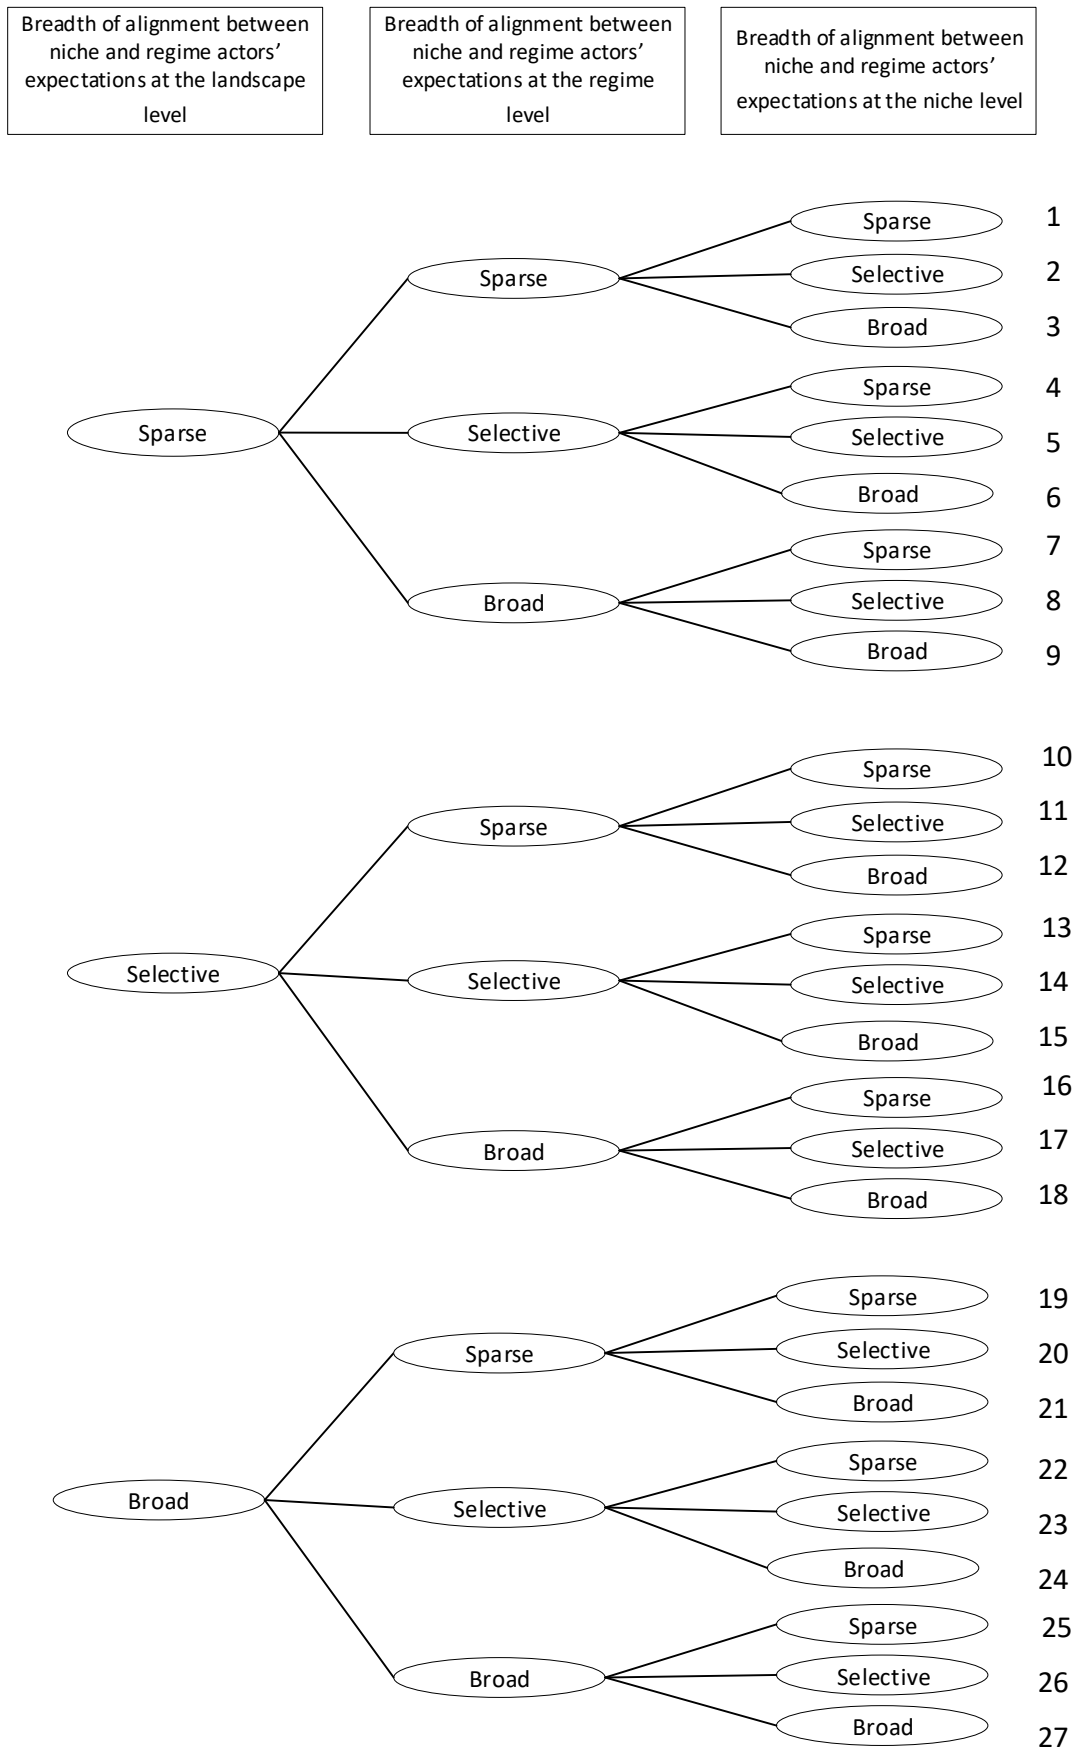 Breadth of alignment between
niche and regime actors’
expectations at the landscape
level
Breadth of alignment between
niche and regime actors’
expectations at the regime
level
Breadth of alignment between
niche and regime actors’
expectations at the niche level
Sparse
Sparse
Sparse 1
Selective 2
Broad 3
Selective
Sparse 4
Selective 5
Broad 6
Broad
Sparse 7
Selective 8
Broad 9
Selective
Sparse
Sparse 10
Selective 11
Broad 12
Selective
Sparse 13
Selective 14
Broad 15
Broad
Sparse 16
Selective 17
Broad 18
Broad
Sparse
Sparse 19
Selective 20
Broad 21
Selective
Sparse 22
Selective 23
Broad 24
Broad
Sparse 25
Selective 26
Broad 27